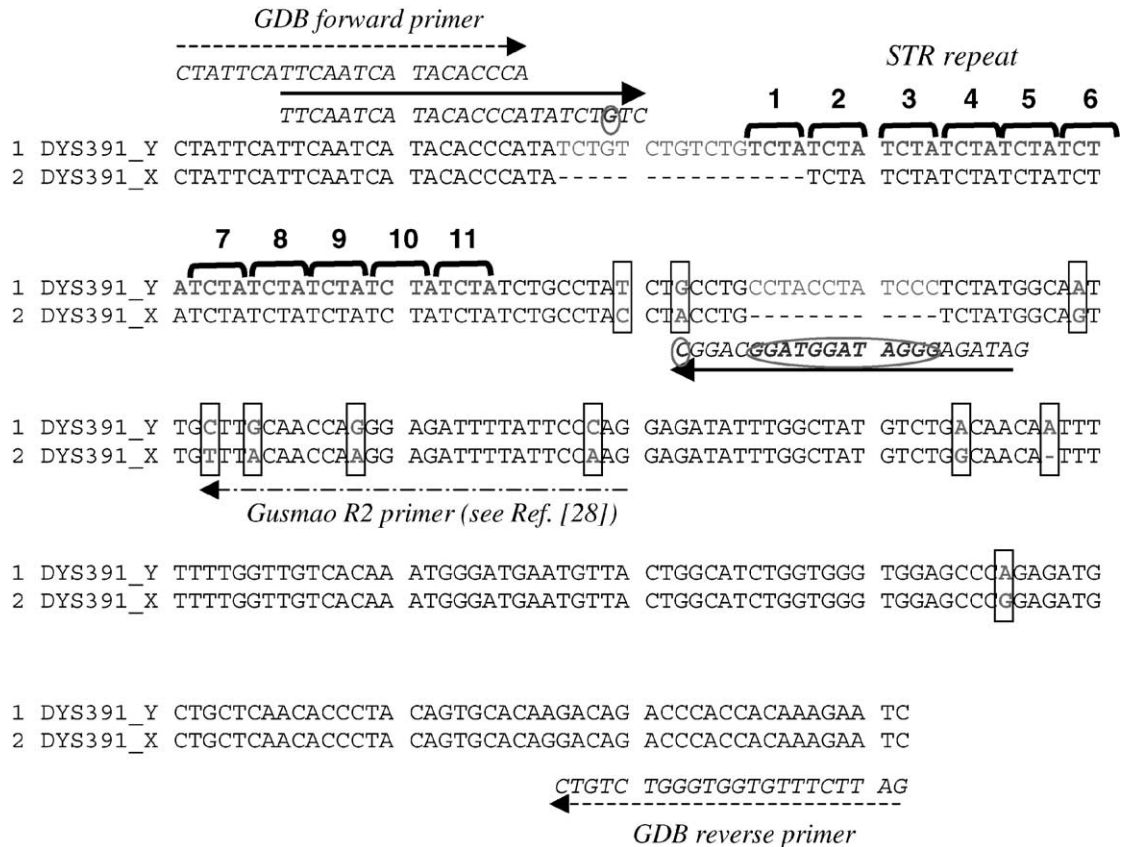 GDB forward primer
CTATTCATTCAATCA TACACCCA
STR repeat
TTCAATCA TACACCCATATCTGTC
1 2 3 4 5 6
1 DYS391_Y CTATTCATTCAATCA TACACCCATATCTGT CTGTCTGTCTATCTA TCTATCTATCTATCT
2 DYS391_X CTATTCATTCAATCA TACACCCATA----- -----------TCTA TCTATCTATCTATCT
7 8 9 10 11
1 DYS391_Y ATCTATCTATCTATC TATCTATCTGCCTAT CTGCCTGCCTACCTA TCCCTCTATGGCAAT
2 DYS391_X ATCTATCTATCTATC TATCTATCTGCCTAC CTACCTG-------- ----TCTATGGCAGT
CGGACGGATGGAT AGGGAGATAG
1 DYS391_Y TGCTTGCAACCAGGG AGATTTTATTCCCAG GAGATATTTGGCTAT GTCTGACAACAATTT
2 DYS391_X TGTTTACAACCAAGG AGATTTTATTCCAAG GAGATATTTGGCTAT GTCTGGCAACA-TTT
Gusmao R2 primer (see Ref. [28])
1 DYS391_Y TTTTGGTTGTCACAA ATGGGATGAATGTTA CTGGCATCTGGTGGG TGGAGCCCAGAGATG
2 DYS391_X TTTTGGTTGTCACAA ATGGGATGAATGTTA CTGGCATCTGGTGGG TGGAGCCCGGAGATG
1 DYS391_Y CTGCTCAACACCCTA CAGTGCACAAGACAG ACCCACCACAAAGAA TC
2 DYS391_X CTGCTCAACACCCTA CAGTGCACAGGACAG ACCCACCACAAAGAA TC
CTGTC TGGGTGGTGTTTCTT AG
GDB reverse primer